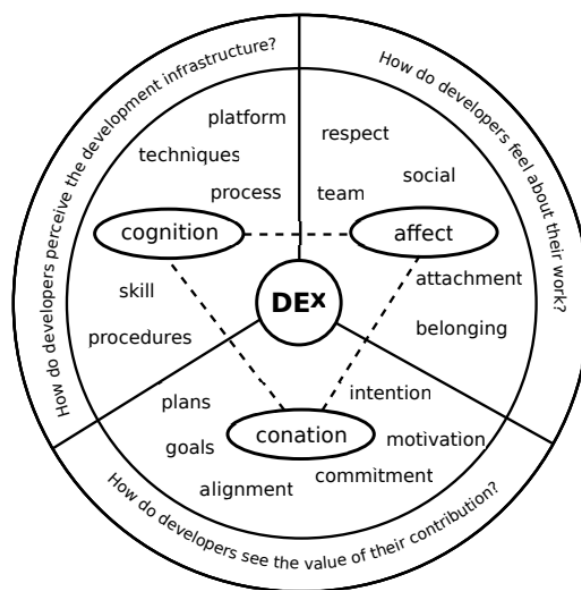 How do developers perceive the development infrastructure?
platform
techniques
process
cognition
skill
procedures
How do developers feel about their work?
respect
social
team
affect
attachment
belonging
DEx
plans
goals
alignment
conation
intention
motivation
commitment
How do developers see the value of their contribution?